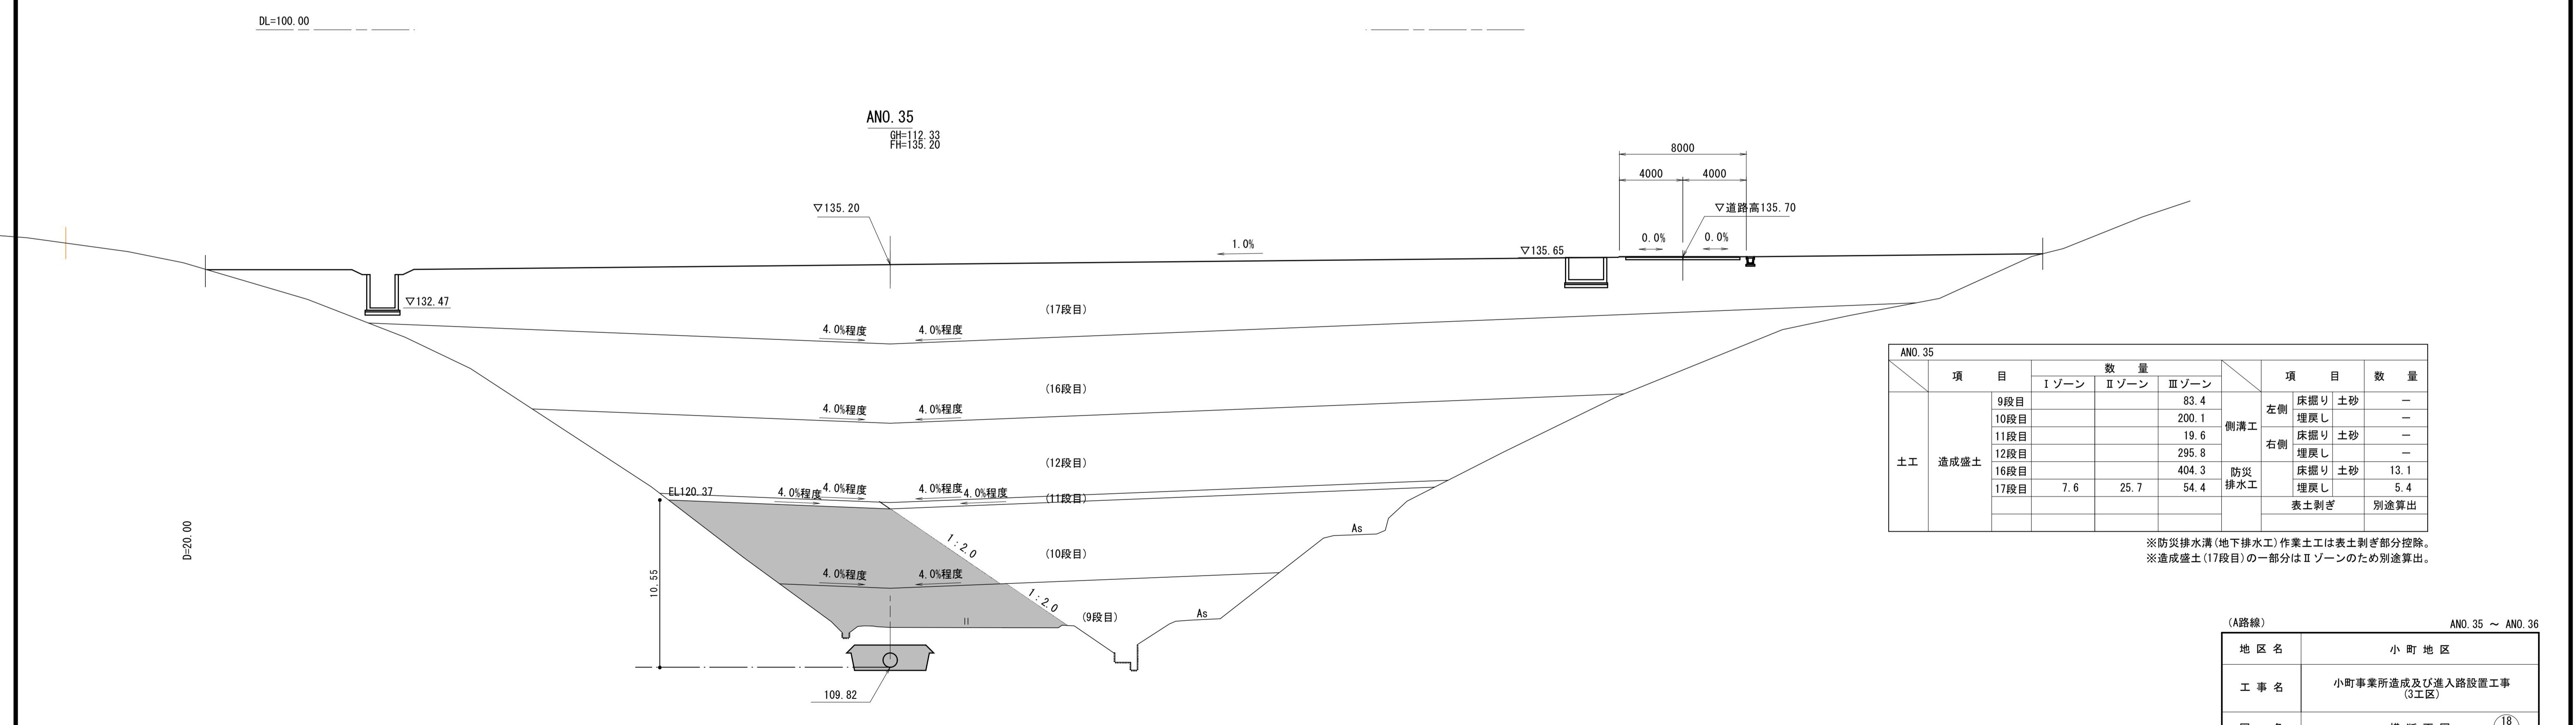 DL=100.00
ANO.35
GH=112.33
FH=135.20
8000
4000 4000
▽135.20
▽道路高135.70
1.0%
▽135.65
0.0% 0.0%
▽132.47
(17段目)
4.0%程度 4.0%程度
(16段目)
4.0%程度 4.0%程度
(12段目)
EL120.37
4.0%程度 4.0%程度 4.0%程度 4.0%程度
(11段目)
As
D=20.00
1:2.0
(10段目)
10.55
4.0%程度 4.0%程度
1:2.0
(9段目)
As
109.82
ANO.35
項 目 数 量 項 目 数 量
Ⅰゾーン Ⅱゾーン Ⅲゾーン
土工 造成盛土
9段目 83.4
10段目 200.1
11段目 19.6
12段目 295.8
16段目 404.3
17段目 7.6 25.7 54.4
側溝工
左側 床掘り 土砂 －
埋戻し －
右側 床掘り 土砂 －
埋戻し －
防災排水工 床掘り 土砂 13.1
埋戻し 5.4
表土剥ぎ 別途算出
※防災排水溝(地下排水工)作業土工は表土剥ぎ部分控除。
※造成盛土(17段目)の一部分はⅡゾーンのため別途算出。
(A路線) ANO.35 ～ ANO.36
地区名 小町地区
工事名 小町事業所造成及び進入路設置工事
(3工区)
18